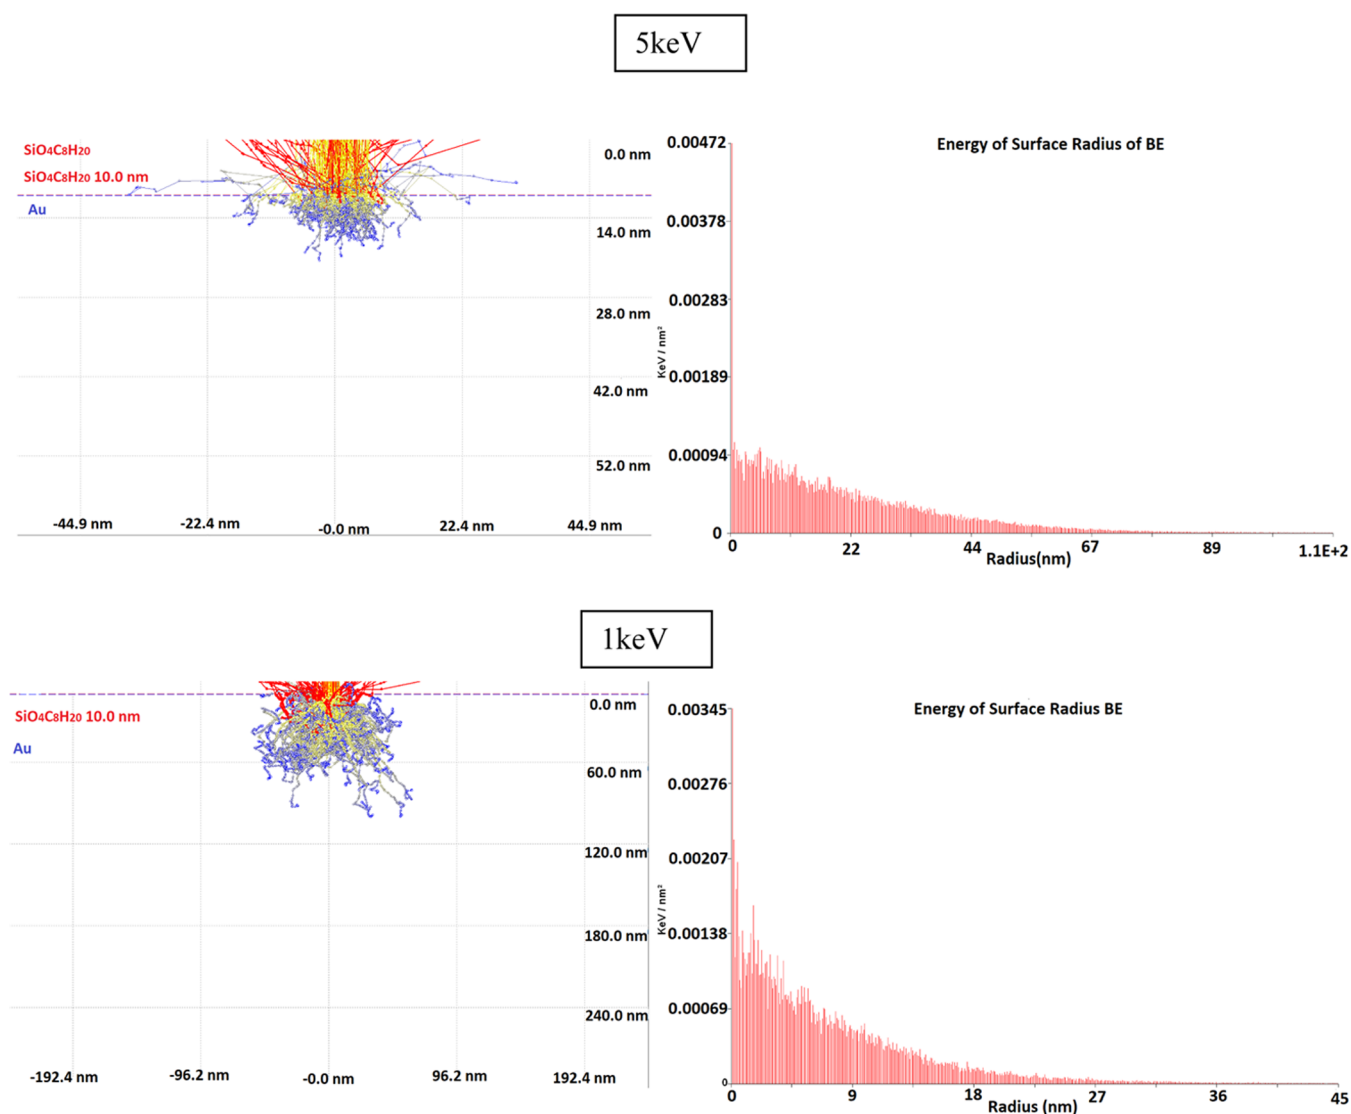 5keV
SiO4C8H20
SiO4C8H20 10.0 nm
Au
0.0 nm
14.0 nm
28.0 nm
42.0 nm
52.0 nm
-44.9 nm
-22.4 nm
-0.0 nm
22.4 nm
44.9 nm
Energy of Surface Radius of BE
0.00472
0.00378
0.00283
0.00189
0.00094
0
KeV / nm²
0
22
44
67
89
1.1E+2
Radius(nm)
1keV
SiO4C8H20 10.0 nm
Au
0.0 nm
60.0 nm
120.0 nm
180.0 nm
240.0 nm
-192.4 nm
-96.2 nm
-0.0 nm
96.2 nm
192.4 nm
Energy of Surface Radius BE
0.00345
0.00276
0.00207
0.00138
0.00069
0
KeV / nm²
0
9
18
27
36
45
Radius (nm)